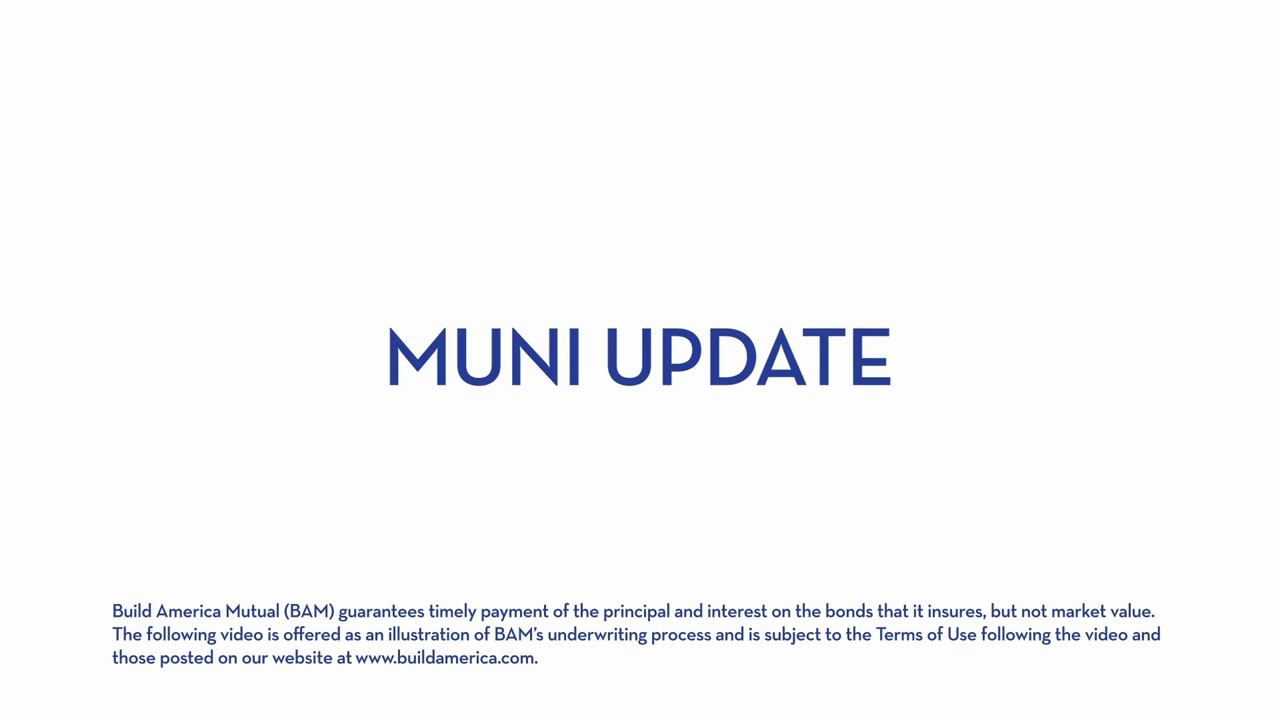 MUNI UPDATE
Build America Mutual (BAM) guarantees timely payment of the principal and interest on the bonds that it insures, but not market value.
The following video is offered as an illustration of BAM’s underwriting process and is subject to the Terms of Use following the video and
those posted on our website at www.buildamerica.com.